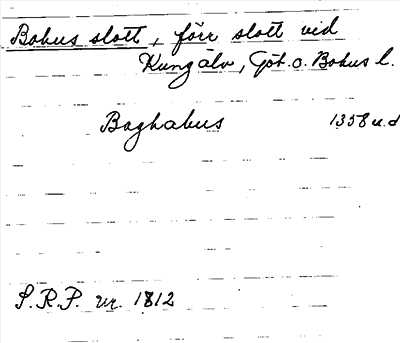 Bohus slott, förr slott vid
Kungälv, Göt. o. Bohus l.
Baghahus 1358 u.d
S.R.P. nr. 1812